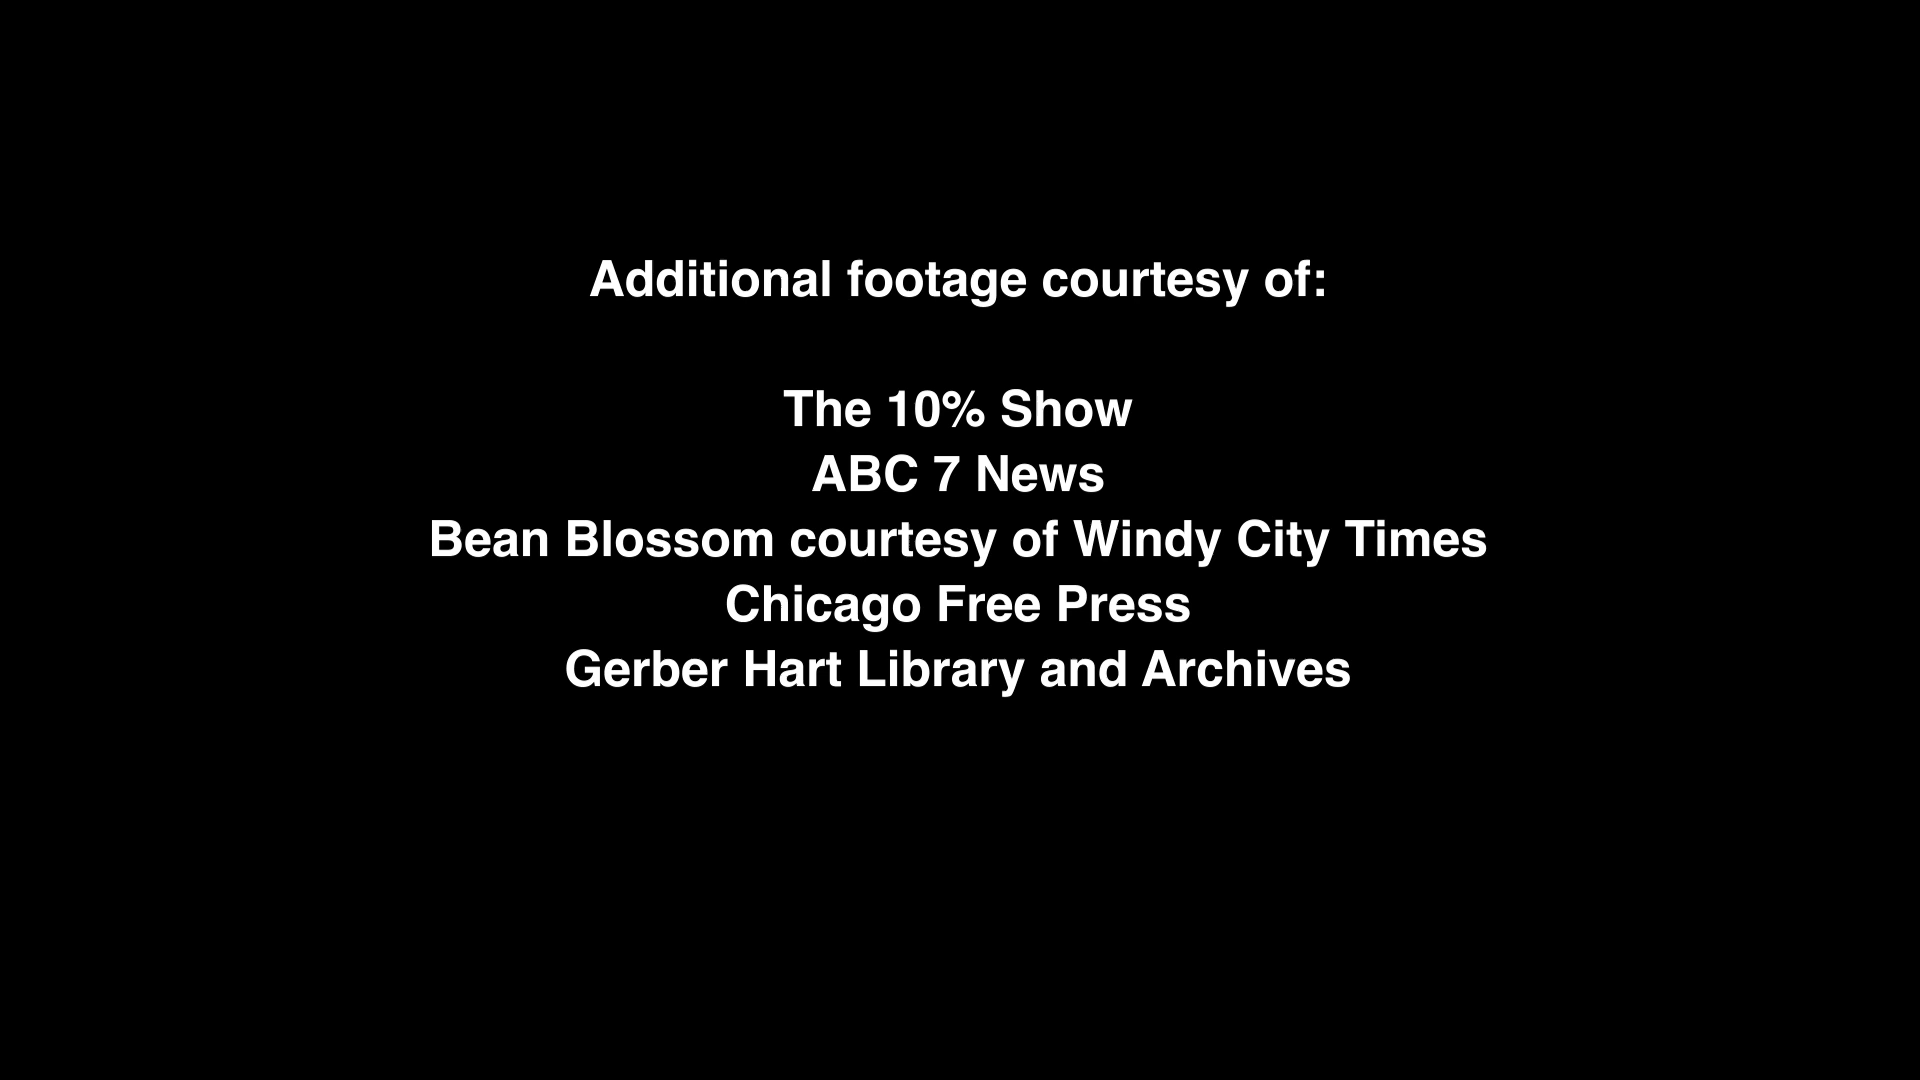 Additional footage courtesy of:
The 10% Show
ABC 7 News
Bean Blossom courtesy of Windy City Times
Chicago Free Press
Gerber Hart Library and Archives